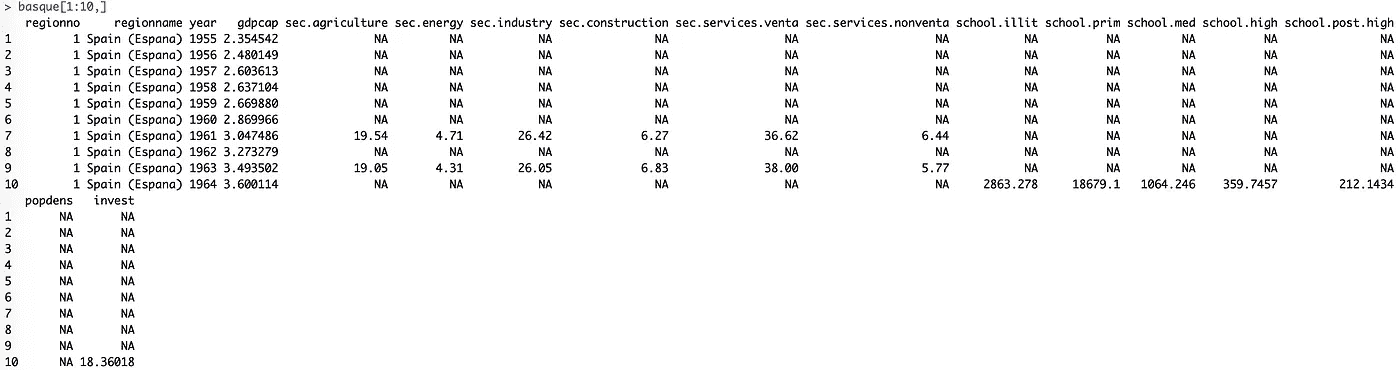 > basque[1:10,]
regionno regionname year gdpcap sec.agriculture sec.energy sec.industry sec.construction sec.services.venta sec.services.nonventa school.illit school.prim school.med school.high school.post.high
1 1 Spain (Espana) 1955 2.354542 NA NA NA NA NA NA NA NA NA NA NA
2 1 Spain (Espana) 1956 2.480149 NA NA NA NA NA NA NA NA NA NA NA
3 1 Spain (Espana) 1957 2.603613 NA NA NA NA NA NA NA NA NA NA NA
4 1 Spain (Espana) 1958 2.637104 NA NA NA NA NA NA NA NA NA NA NA
5 1 Spain (Espana) 1959 2.669880 NA NA NA NA NA NA NA NA NA NA NA
6 1 Spain (Espana) 1960 2.869966 NA NA NA NA NA NA NA NA NA NA NA
7 1 Spain (Espana) 1961 3.047486 19.54 4.71 26.42 6.27 36.62 6.44 NA NA NA NA NA
8 1 Spain (Espana) 1962 3.273279 NA NA NA NA NA NA NA NA NA NA NA
9 1 Spain (Espana) 1963 3.493502 19.05 4.31 26.05 6.83 38.00 5.77 NA NA NA NA NA
10 1 Spain (Espana) 1964 3.600114 NA NA NA NA NA NA 2863.278 18679.1 1064.246 359.7457 212.1434
popdens invest
1 NA NA
2 NA NA
3 NA NA
4 NA NA
5 NA NA
6 NA NA
7 NA NA
8 NA NA
9 NA NA
10 NA 18.36018